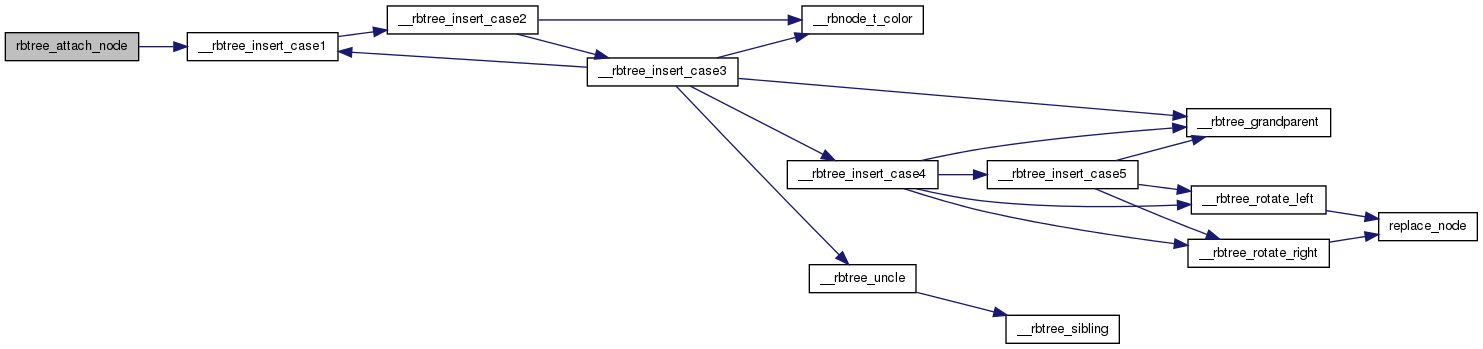 rbtree_attach_node
__rbtree_insert_case1
__rbtree_insert_case2
__rbtree_insert_case3
__rbnode_t_color
__rbtree_grandparent
__rbtree_insert_case4
__rbtree_insert_case5
__rbtree_rotate_left
__rbtree_rotate_right
replace_node
__rbtree_uncle
__rbtree_sibling